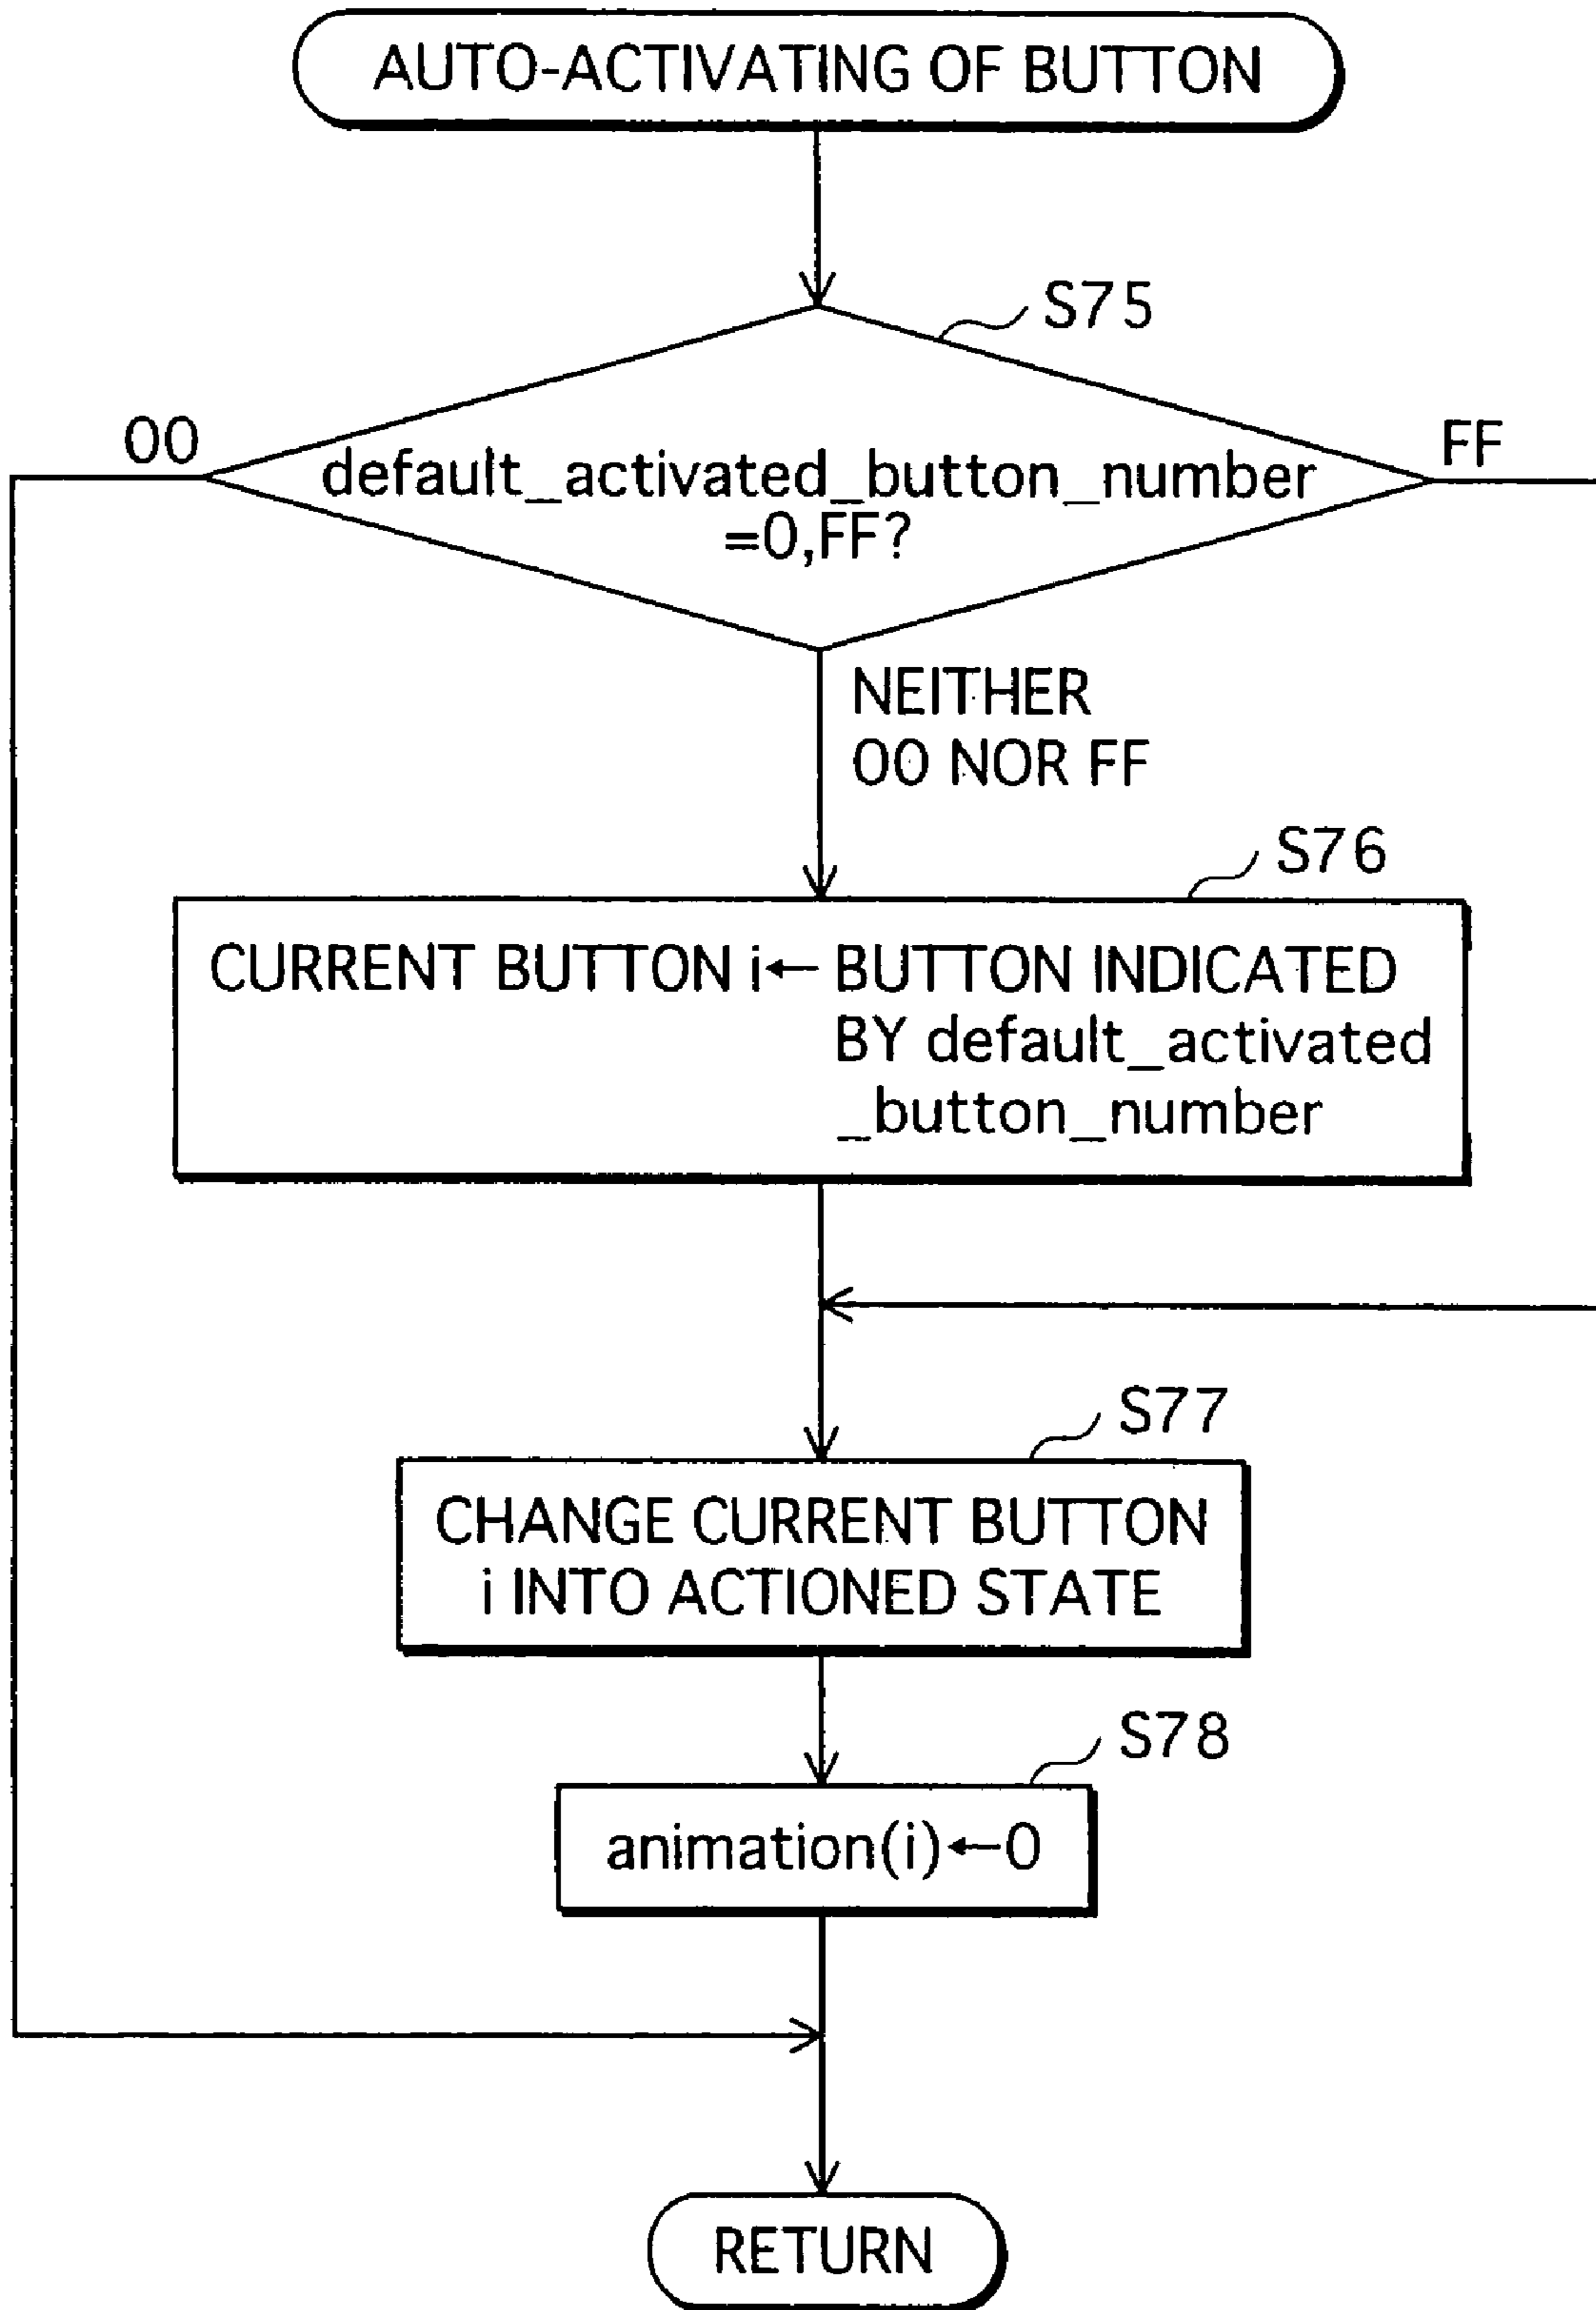 AUTO-ACTIVATING OF BUTTON
S75
00
FF
default_activated_button_number
=0,FF?
NEITHER
00 NOR FF
S76
CURRENT BUTTON i← BUTTON INDICATED
BY default_activated
_button_number
S77
CHANGE CURRENT BUTTON
i INTO ACTIONED STATE
S78
animation(i)←0
RETURN